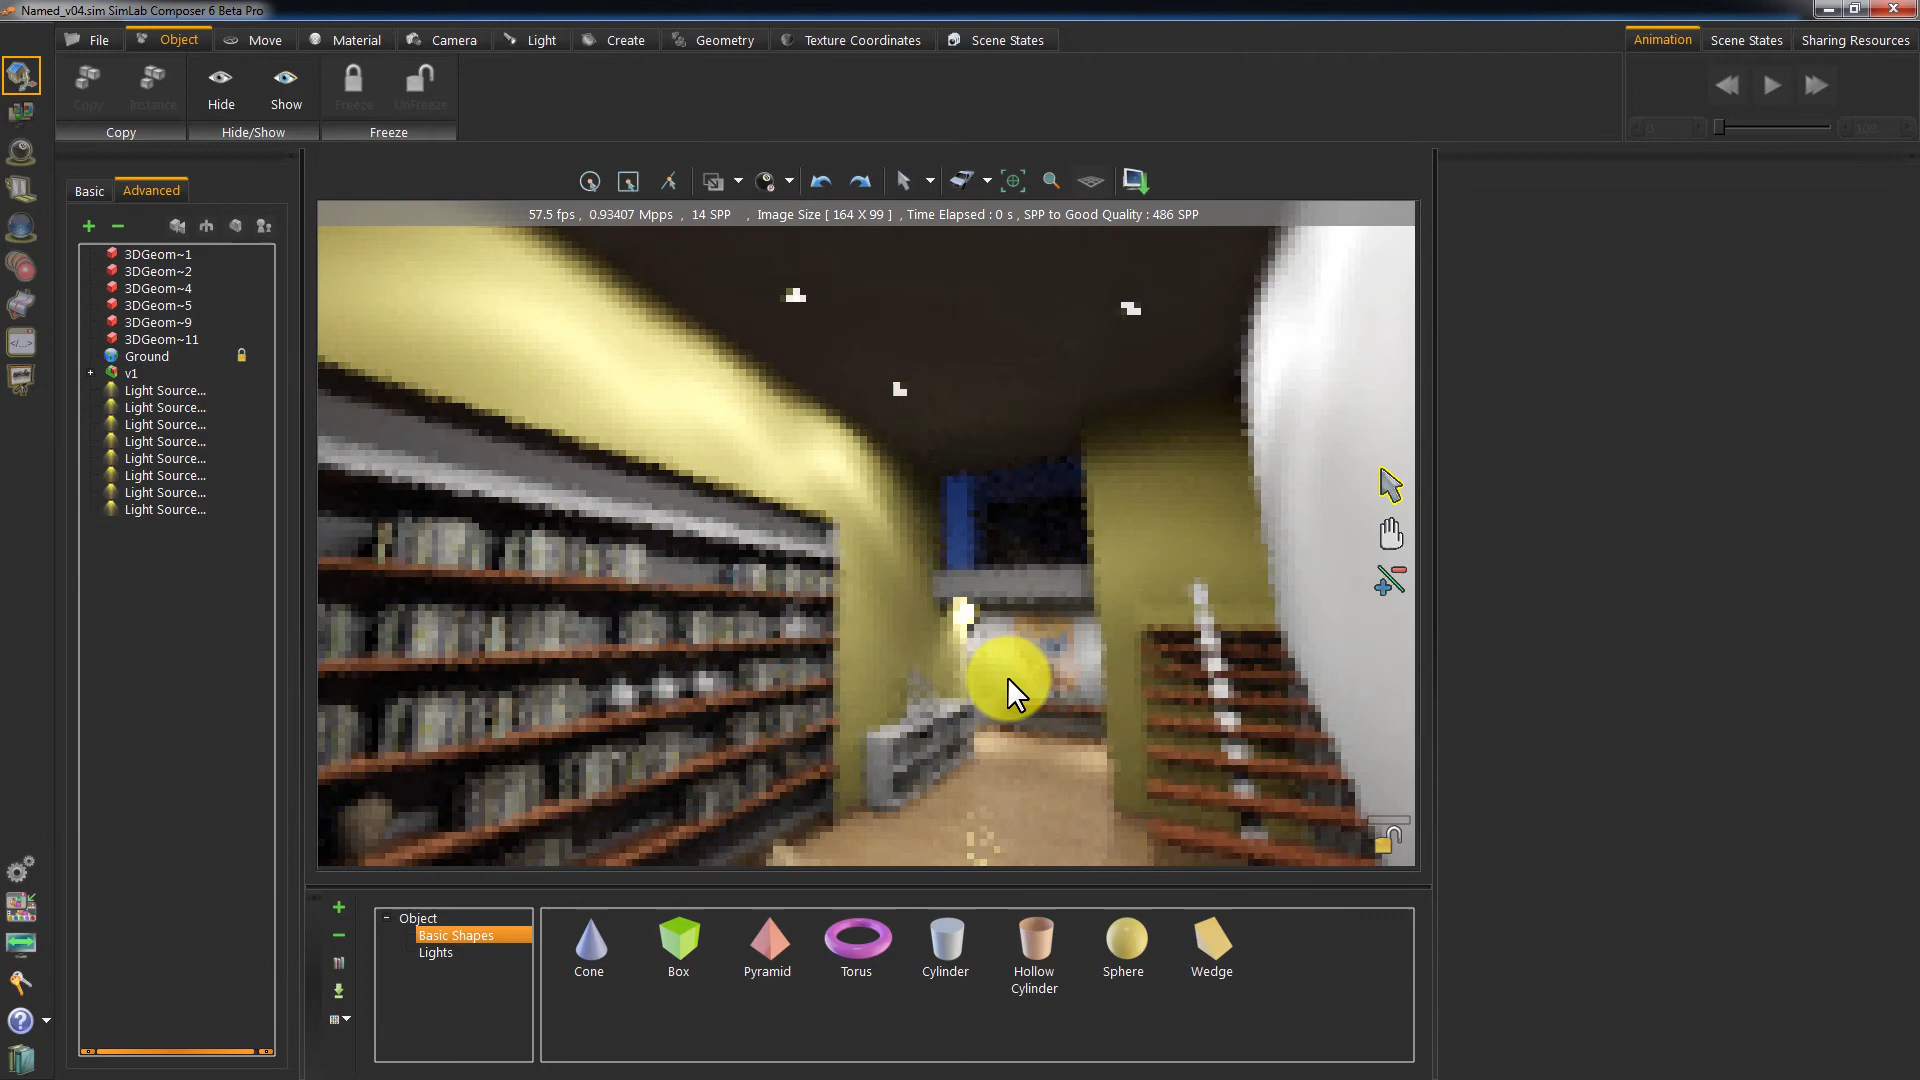 Named_v04.sim SimLab Composer 6 Beta Pro
File
Object
Move
Material
Camera
Light
Create
Geometry
Texture Coordinates
Scene States
Animation
Scene States
Sharing Resources
Copy
Instance
Hide
Show
Freeze
UnFreeze
Copy
Hide/Show
Freeze
0
100
Basic
Advanced
57.5 fps , 0.93407 Mpps , 14 SPP , Image Size [ 164 X 99 ] , Time Elapsed : 0 s , SPP to Good Quality : 486 SPP
3DGeom~1
3DGeom~2
3DGeom~4
3DGeom~5
3DGeom~9
3DGeom~11
Ground
v1
Light Source...
Light Source...
Light Source...
Light Source...
Light Source...
Light Source...
Light Source...
Light Source...
Object
Basic Shapes
Lights
Cone
Box
Pyramid
Torus
Cylinder
Hollow
Cylinder
Sphere
Wedge